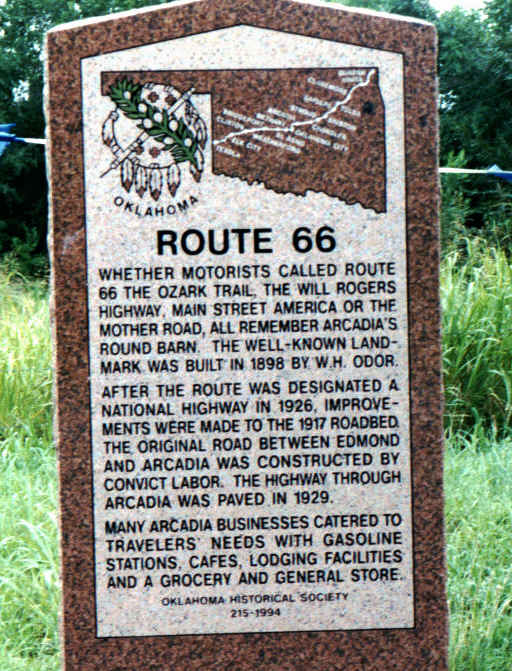 OKLAHOMA
ROUTE 66
WHETHER MOTORISTS CALLED ROUTE
66 THE OZARK TRAIL, THE WILL ROGERS
HIGHWAY, MAIN STREET AMERICA OR THE
MOTHER ROAD, ALL REMEMBER ARCADIA'S
ROUND BARN. THE WELL-KNOWN LAND-
MARK WAS BUILT IN 1898 BY W.H. ODOR.
AFTER THE ROUTE WAS DESIGNATED A
NATIONAL HIGHWAY IN 1926, IMPROVE-
MENTS WERE MADE TO THE 1917 ROADBED.
THE ORIGINAL ROAD BETWEEN EDMOND
AND ARCADIA WAS CONSTRUCTED BY
CONVICT LABOR. THE HIGHWAY THROUGH
ARCADIA WAS PAVED IN 1929.
MANY ARCADIA BUSINESSES CATERED TO
TRAVELERS' NEEDS WITH GASOLINE
STATIONS, CAFES, LODGING FACILITIES
AND A GROCERY AND GENERAL STORE.
OKLAHOMA HISTORICAL SOCIETY
215-1994